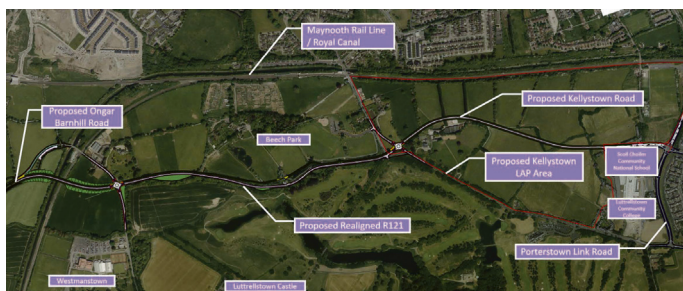 Maynooth Rail Line
/ Royal Canal
Proposed Kellystown Road
Proposed Ongar
Barnhill Road
Beech Park
Scoil Choilm
Community
National School
Proposed Kellystown
LAP Area
Luttrellstown
Community
College
Proposed Realigned R121
Porterstown Link Road
Westmanstown
Luttrellstown Castle